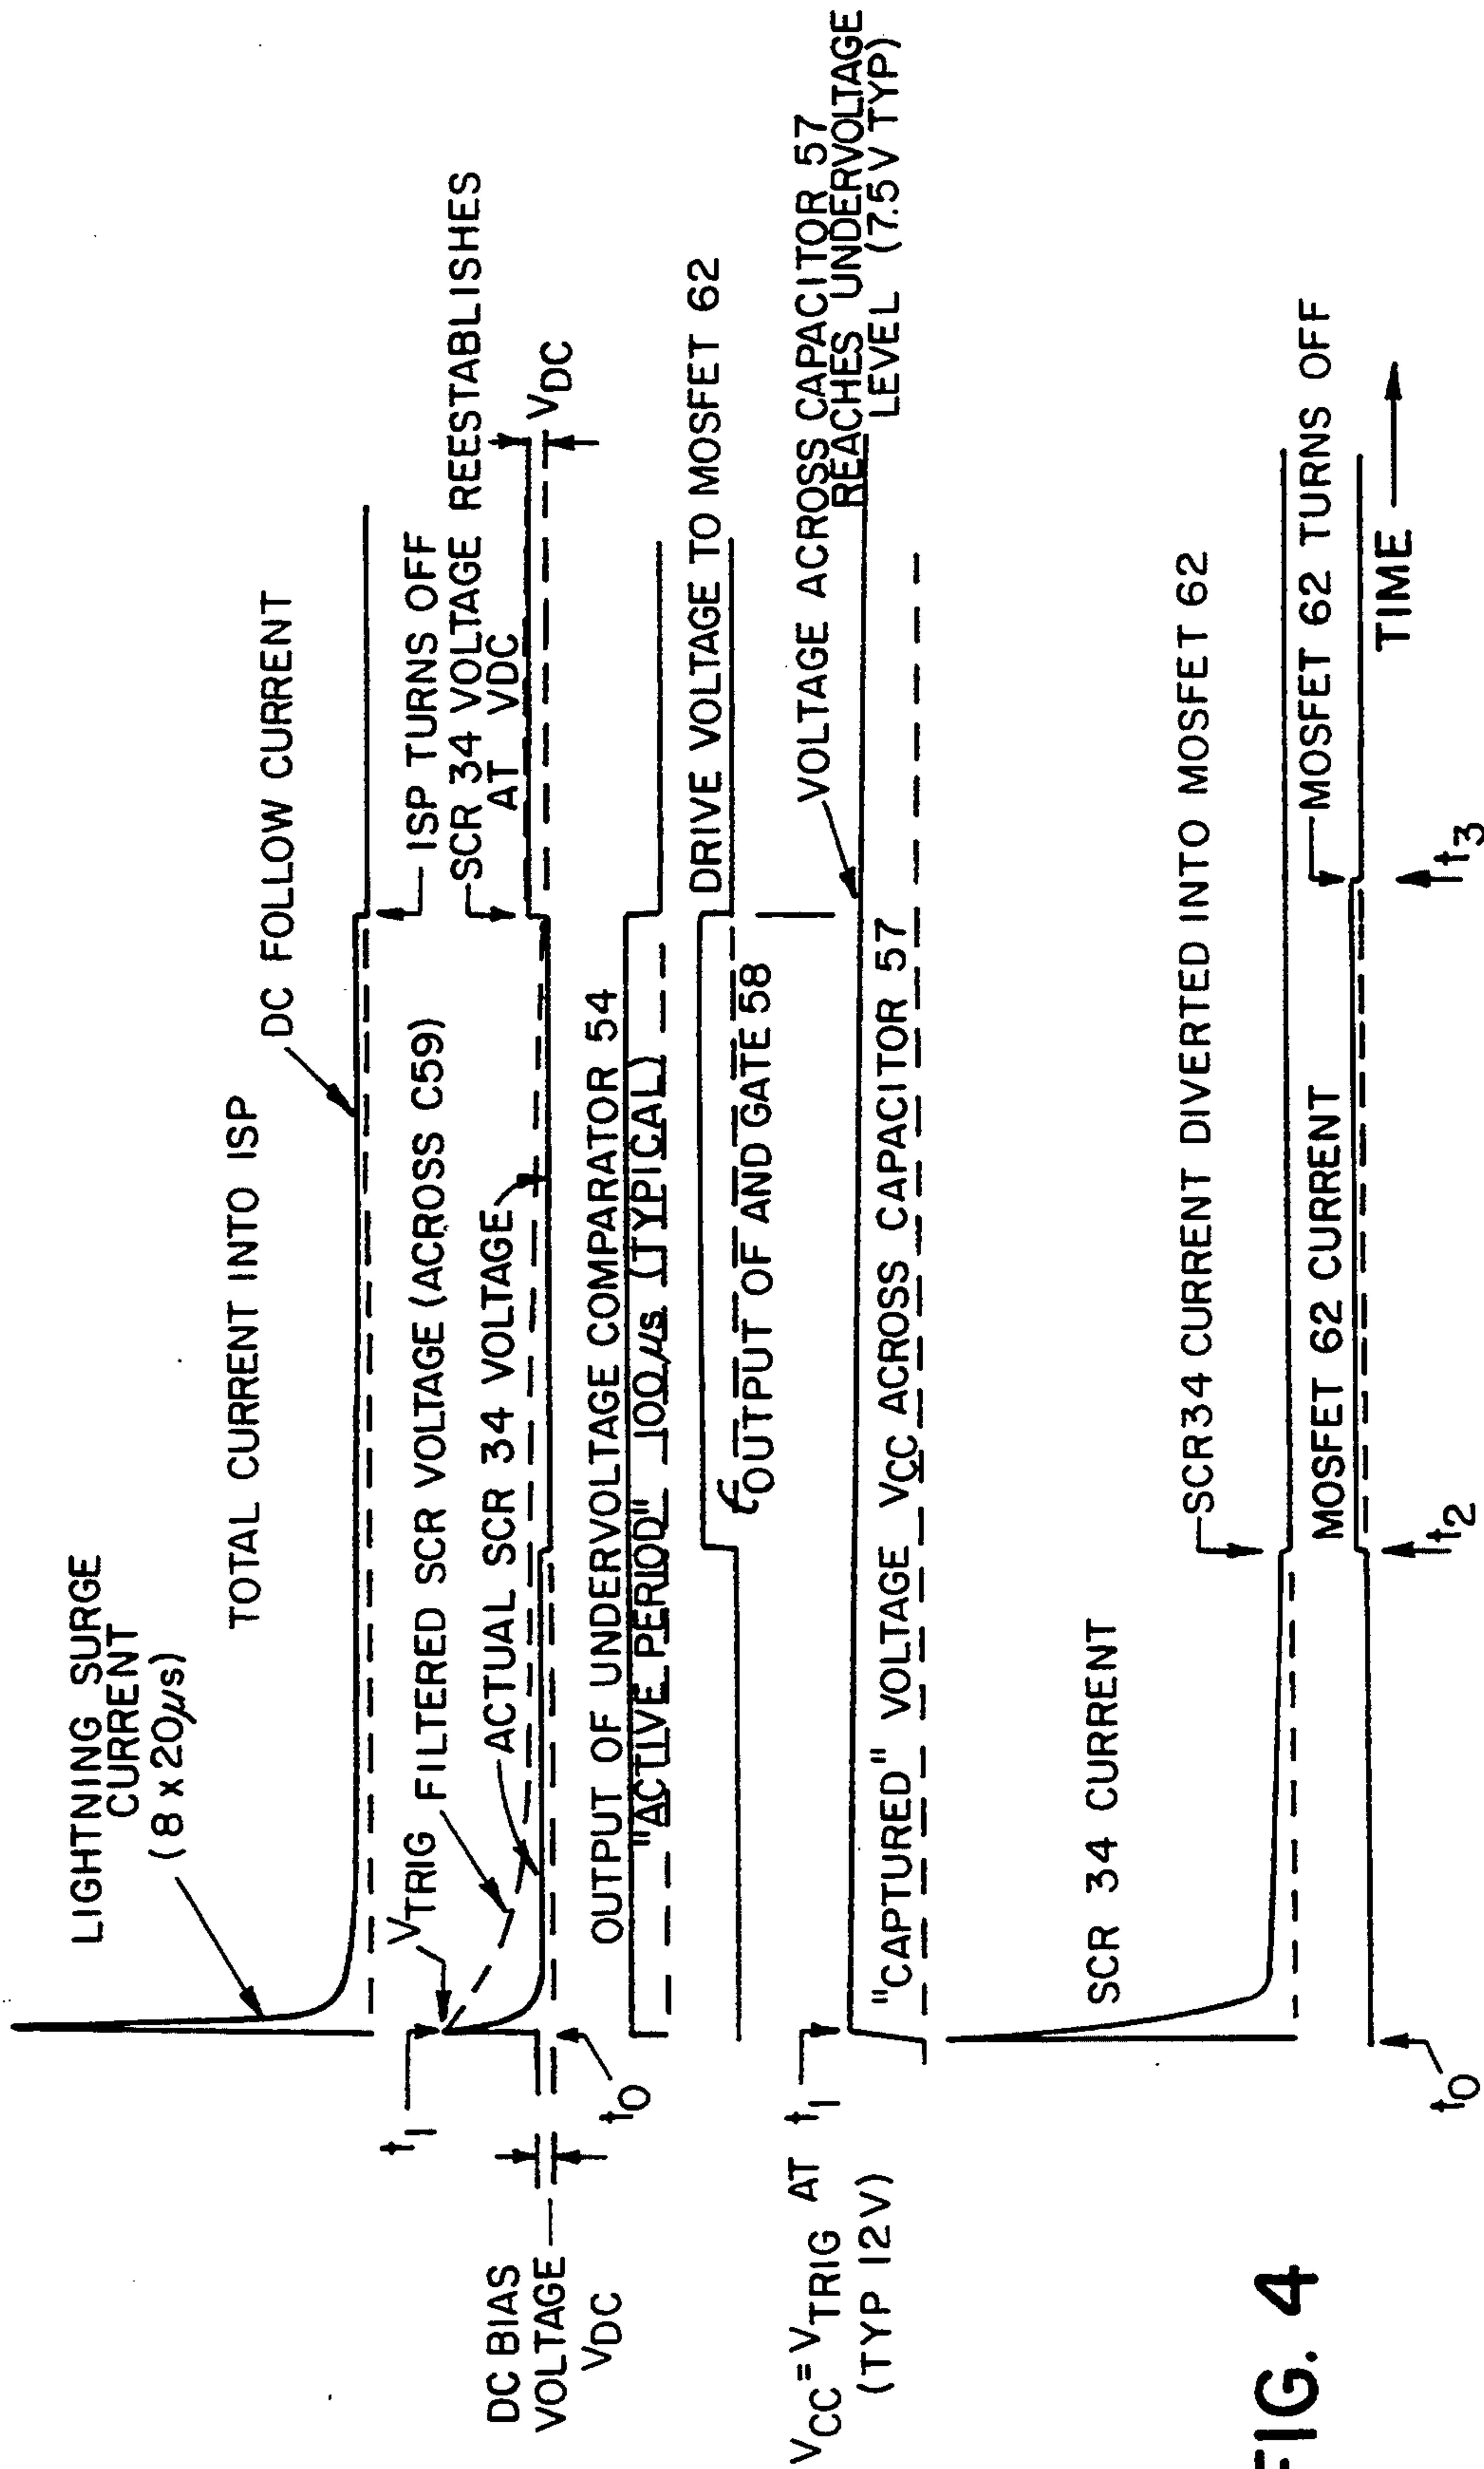 LIGHTNING SURGE
CURRENT
(8 x 20µs)
TOTAL CURRENT INTO ISP
DC FOLLOW CURRENT
t1
VTRIG
FILTERED SCR VOLTAGE (ACROSS C59)
ISP TURNS OFF
SCR 34 VOLTAGE REESTABLISHES
AT VDC
DC BIAS
VOLTAGE
VDC
ACTUAL SCR 34 VOLTAGE
VDC
t0
OUTPUT OF UNDERVOLTAGE COMPARATOR 54
"ACTIVE PERIOD" 100µs (TYPICAL)
DRIVE VOLTAGE TO MOSFET 62
OUTPUT OF AND GATE 58
VCC = VTRIG AT t1
(TYP 12V)
VOLTAGE ACROSS CAPACITOR 57
REACHES UNDERVOLTAGE
LEVEL (7.5V TYP)
"CAPTURED" VOLTAGE VCC ACROSS CAPACITOR 57
SCR 34 CURRENT
SCR34 CURRENT DIVERTED INTO MOSFET 62
MOSFET 62 CURRENT
MOSFET 62 TURNS OFF
TIME
t0
t2
t3
FIG. 4